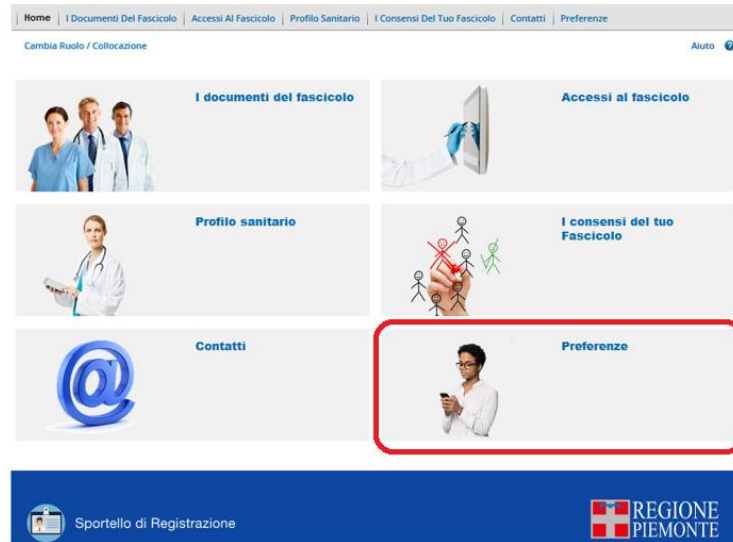 Home | I Documenti Del Fascicolo | Accessi Al Fascicolo | Profilo Sanitario | I Consensi Del Tuo Fascicolo | Contatti | Preferenze
Cambia Ruolo / Collocazione Aiuto ?
I documenti del fascicolo
Accessi al fascicolo
Profilo sanitario
I consensi del tuo
Fascicolo
Contatti
Preferenze
@
Sportello di Registrazione
REGIONE
PIEMONTE